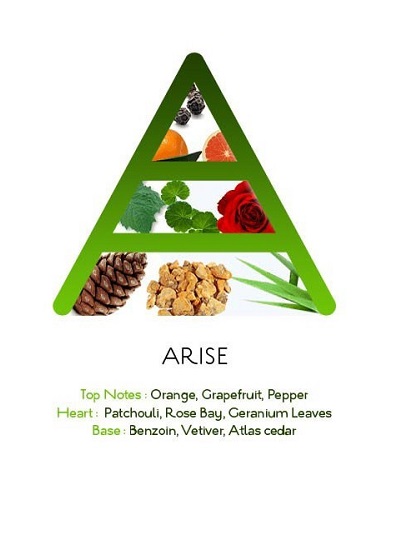 ARISE
Top Notes : Orange, Grapefruit, Pepper
Heart : Patchouli, Rose Bay, Geranium Leaves
Base : Benzoin, Vetiver, Atlas cedar